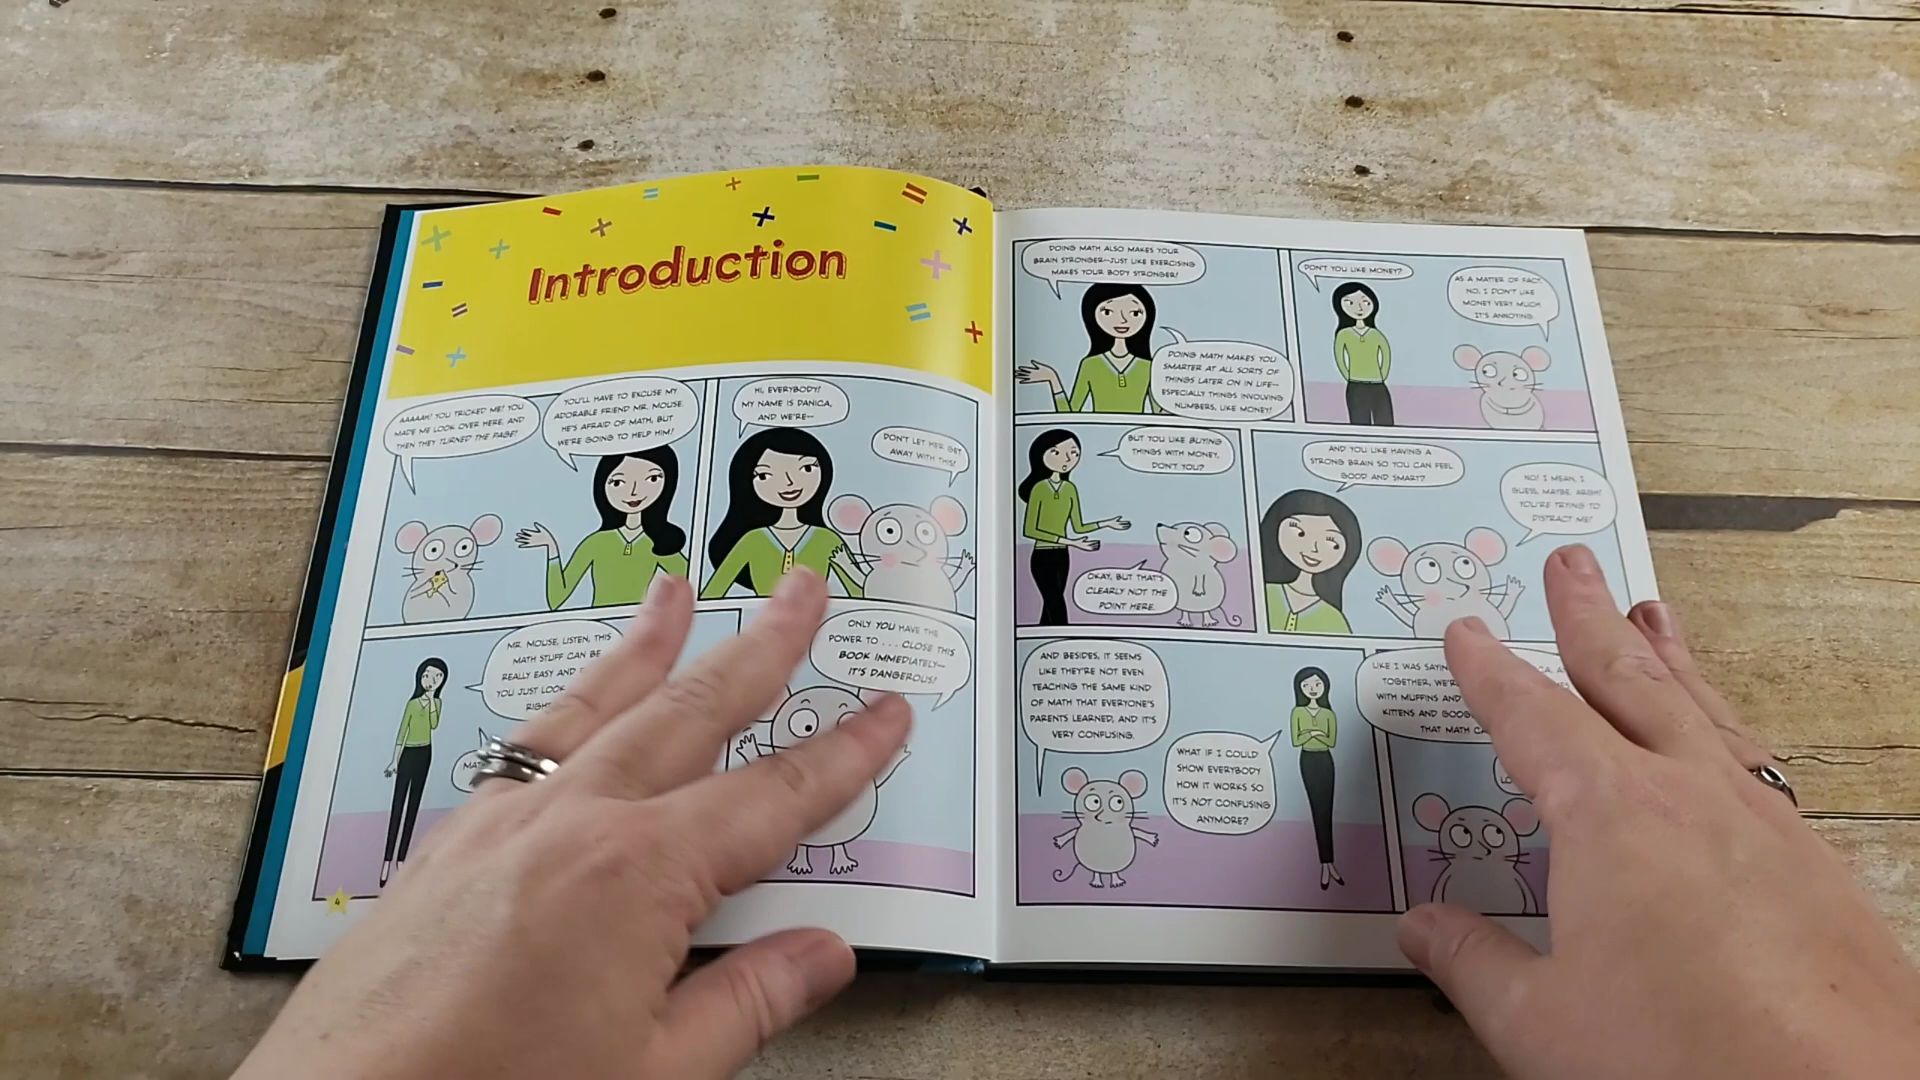 Introduction
AAAAAH! YOU TRICKED ME! YOU
MADE ME LOOK OVER HERE, AND
THEN THEY TURNED THE PAGE!
YOU'LL HAVE TO EXCUSE MY
ADORABLE FRIEND MR. MOUSE.
HE'S AFRAID OF MATH, BUT
WE'RE GOING TO HELP HIM!
HI, EVERYBODY!
MY NAME IS DANICA,
AND WE'RE—
DON'T LET HER GET
AWAY WITH THIS!
MR. MOUSE, LISTEN, THIS
MATH STUFF CAN BE
REALLY EASY AND
YOU JUST LOOK
RIGHT
ONLY YOU HAVE THE
POWER TO . . . CLOSE THIS
BOOK IMMEDIATELY—
IT'S DANGEROUS!
4
DOING MATH ALSO MAKES YOUR
BRAIN STRONGER—JUST LIKE EXERCISING
MAKES YOUR BODY STRONGER!
DOING MATH MAKES YOU
SMARTER AT ALL SORTS OF
THINGS LATER ON IN LIFE—
ESPECIALLY THINGS INVOLVING
NUMBERS, LIKE MONEY!
DON'T YOU LIKE MONEY?
AS A MATTER OF FACT,
NO, I DON'T LIKE
MONEY VERY MUCH.
IT'S ANNOYING.
BUT YOU LIKE BUYING
THINGS WITH MONEY,
DON'T YOU?
OKAY, BUT THAT'S
CLEARLY NOT THE
POINT HERE.
AND YOU LIKE HAVING A
STRONG BRAIN SO YOU CAN FEEL
GOOD AND SMART?
NO! I MEAN, I
GUESS, MAYBE, ARGH!
YOU'RE TRYING TO
DISTRACT ME!
AND BESIDES, IT SEEMS
LIKE THEY'RE NOT EVEN
TEACHING THE SAME KIND
OF MATH THAT EVERYONE'S
PARENTS LEARNED, AND IT'S
VERY CONFUSING.
WHAT IF I COULD
SHOW EVERYBODY
HOW IT WORKS SO
IT'S NOT CONFUSING
ANYMORE?
LIKE I WAS
TOGETHER,
WITH MUFFINS AND
KITTENS AND
THAT MATH